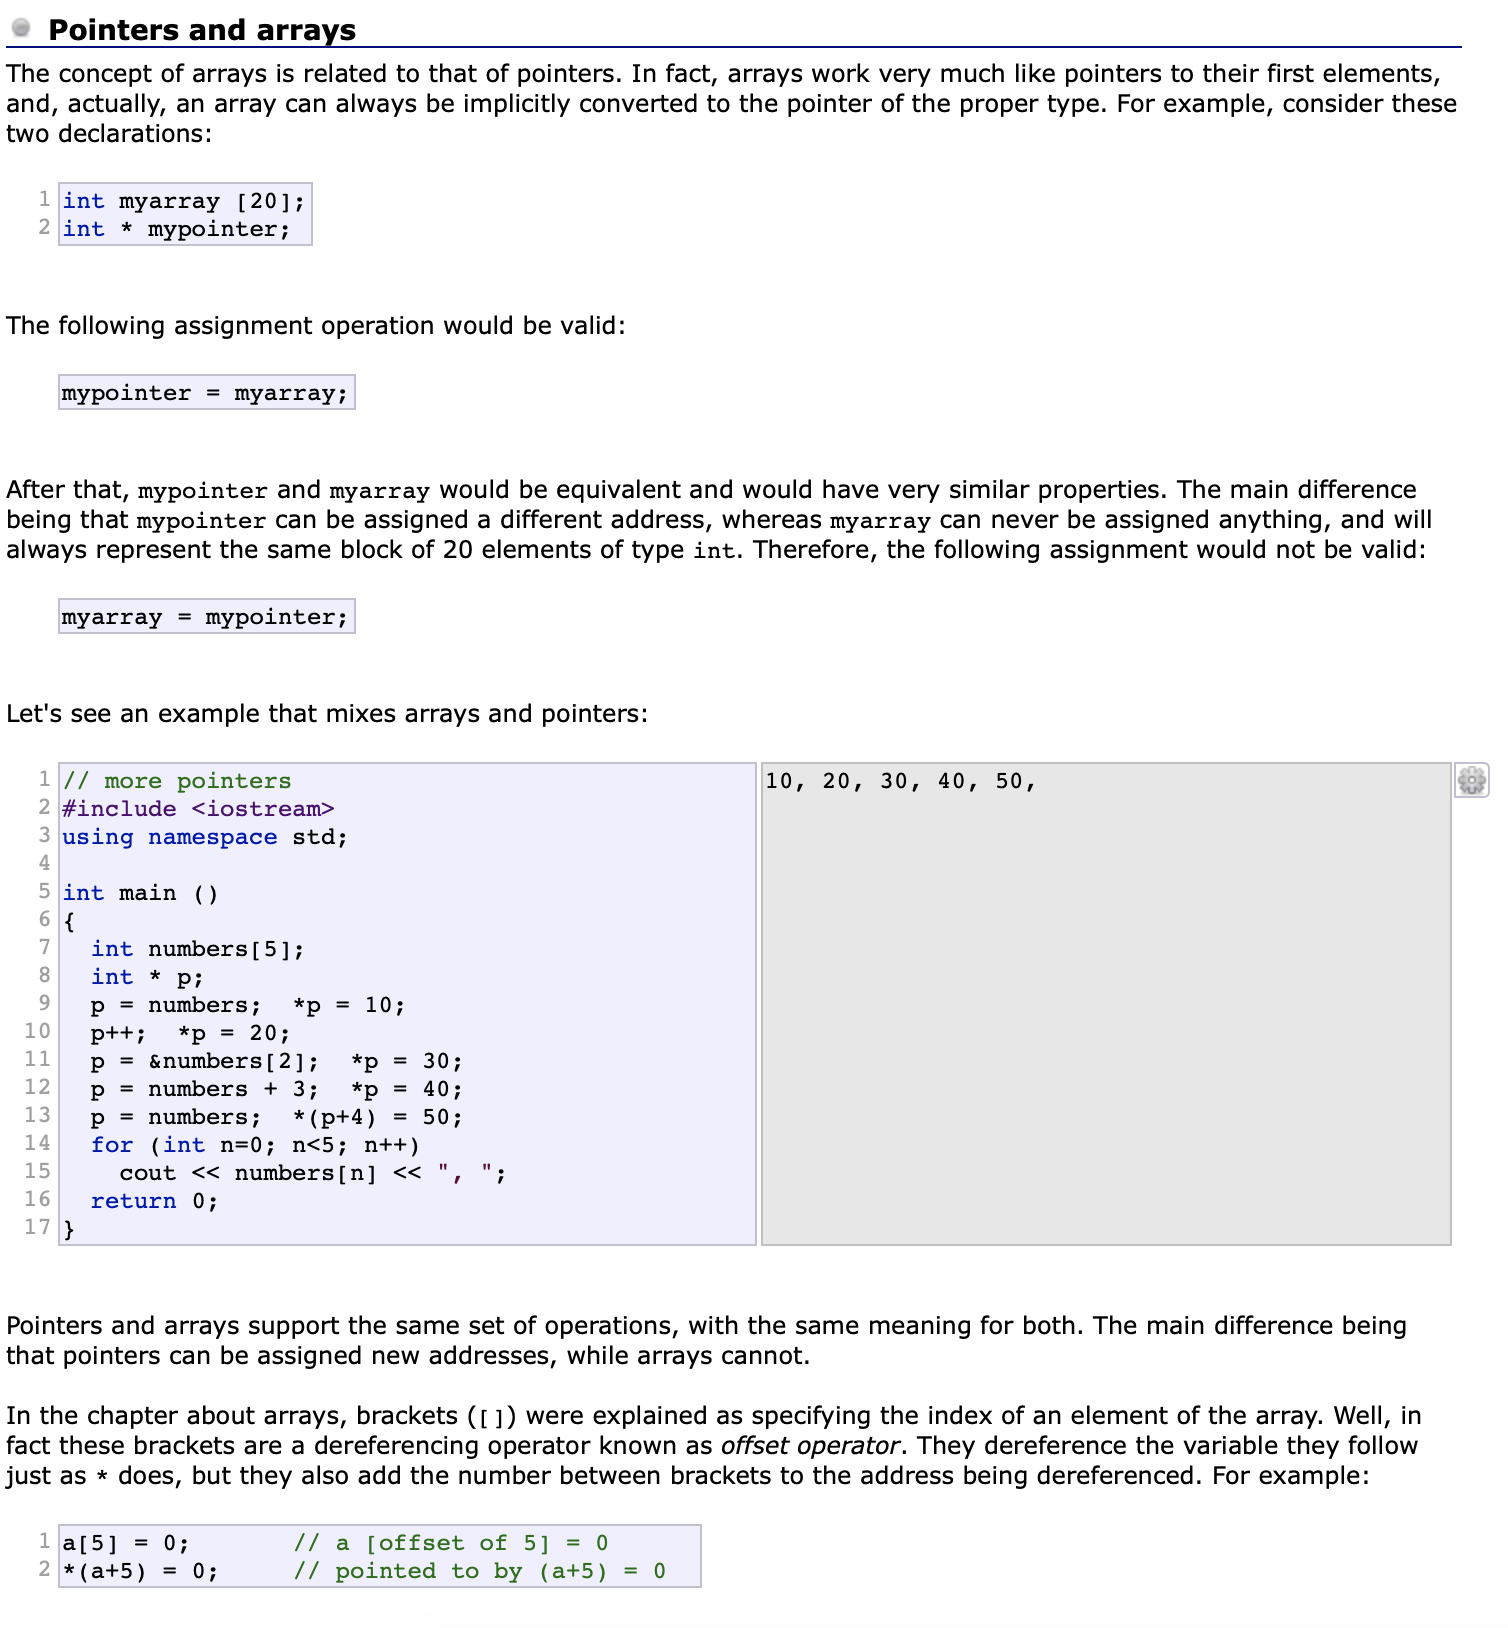 Pointers and arrays
The concept of arrays is related to that of pointers. In fact, arrays work very much like pointers to their first elements,
and, actually, an array can always be implicitly converted to the pointer of the proper type. For example, consider these
two declarations:
1 int myarray [20];
2 int * mypointer;
The following assignment operation would be valid:
mypointer = myarray;
After that, mypointer and myarray would be equivalent and would have very similar properties. The main difference
being that mypointer can be assigned a different address, whereas myarray can never be assigned anything, and will
always represent the same block of 20 elements of type int. Therefore, the following assignment would not be valid:
myarray = mypointer;
Let's see an example that mixes arrays and pointers:
1 // more pointers
2 #include <iostream>
3 using namespace std;
4
5 int main ()
6 {
7   int numbers[5];
8   int * p;
9   p = numbers;  *p = 10;
10   p++;  *p = 20;
11   p = &numbers[2];  *p = 30;
12   p = numbers + 3;  *p = 40;
13   p = numbers;  *(p+4) = 50;
14   for (int n=0; n<5; n++)
15     cout << numbers[n] << ", ";
16   return 0;
17 }
10, 20, 30, 40, 50,
Pointers and arrays support the same set of operations, with the same meaning for both. The main difference being
that pointers can be assigned new addresses, while arrays cannot.
In the chapter about arrays, brackets ([]) were explained as specifying the index of an element of the array. Well, in
fact these brackets are a dereferencing operator known as offset operator. They dereference the variable they follow
just as * does, but they also add the number between brackets to the address being dereferenced. For example:
1 a[5] = 0;       // a [offset of 5] = 0
2 *(a+5) = 0;     // pointed to by (a+5) = 0